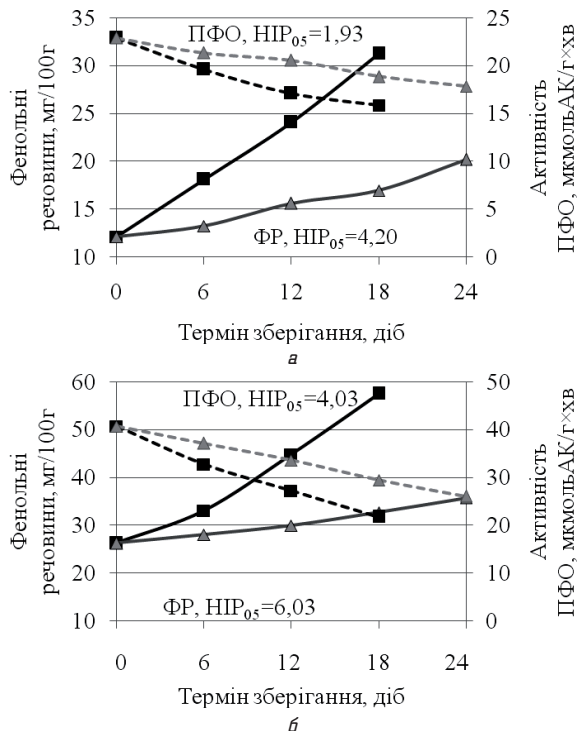 35
30
25
20
15
10
25
20
15
10
5
0
Фенольні
речовини, мг/100г
Активність
ПФО, мкмольАК/г×хв
ПФО, НІР05=1,93
ФР, НІР05=4,20
0 6 12 18 24
Термін зберігання, діб
а
60
50
40
30
20
10
50
40
30
20
10
0
Фенольні
речовини, мг/100г
Активність
ПФО, мкмольАК/г×хв
ПФО, НІР05=4,03
ФР, НІР05=6,03
0 6 12 18 24
Термін зберігання, діб
б